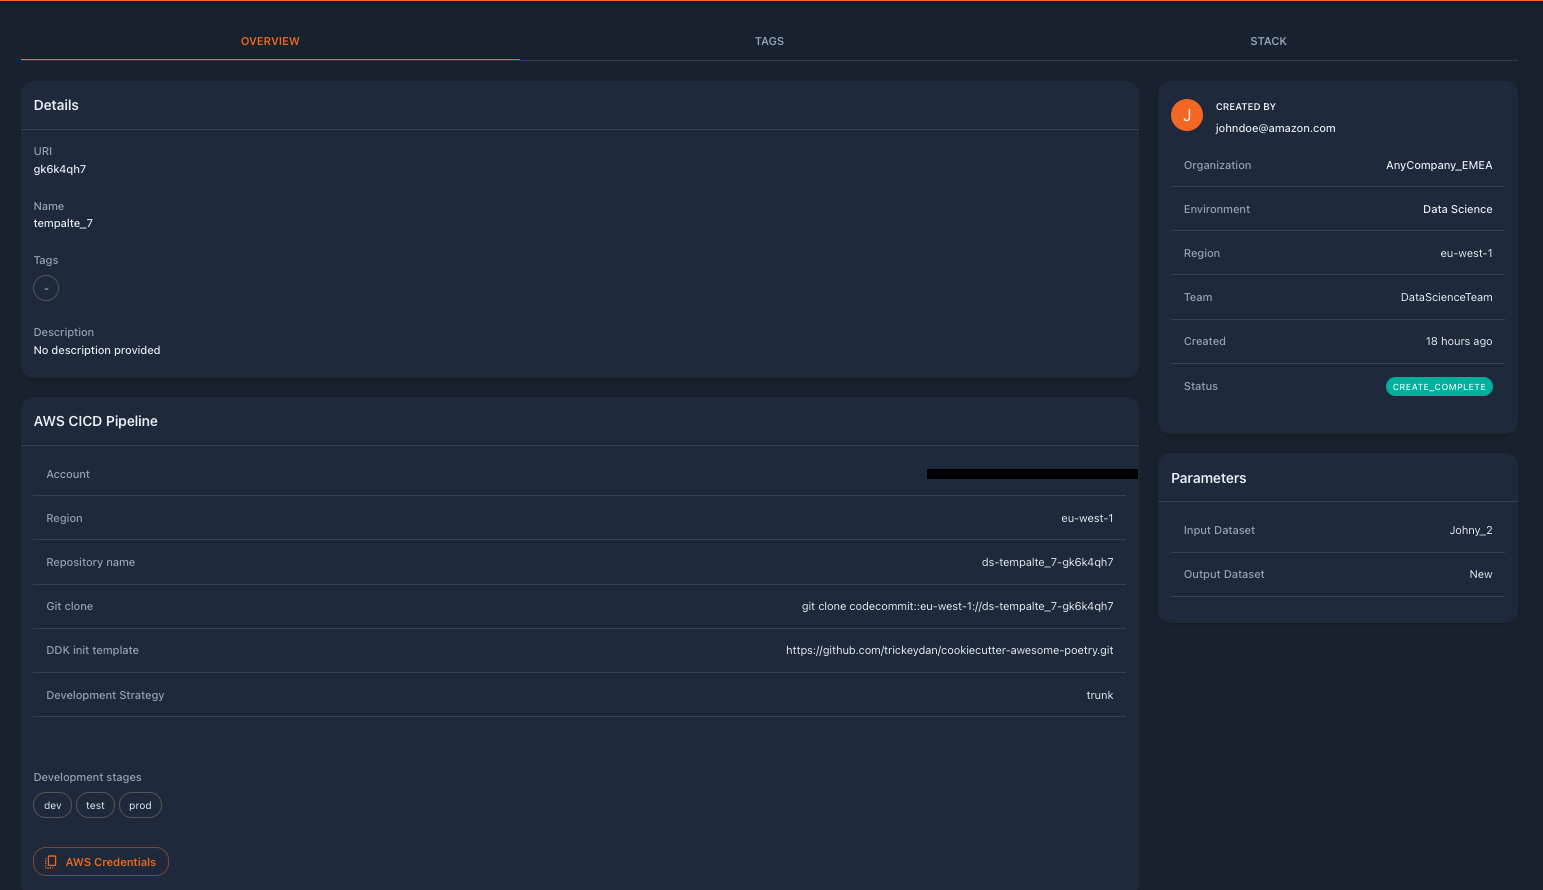 OVERVIEW
TAGS
STACK
Details
URI
gk6k4qh7
Name
tempalte_7
Tags
-
Description
No description provided
AWS CICD Pipeline
Account
Region eu-west-1
Repository name ds-tempalte_7-gk6k4qh7
Git clone git clone codecommit::eu-west-1://ds-tempalte_7-gk6k4qh7
DDK init template https://github.com/trickeydan/cookiecutter-awesome-poetry.git
Development Strategy trunk
Development stages
dev test prod
AWS Credentials
J
CREATED BY
johndoe@amazon.com
Organization AnyCompany_EMEA
Environment Data Science
Region eu-west-1
Team DataScienceTeam
Created 18 hours ago
Status CREATE_COMPLETE
Parameters
Input Dataset Johny_2
Output Dataset New